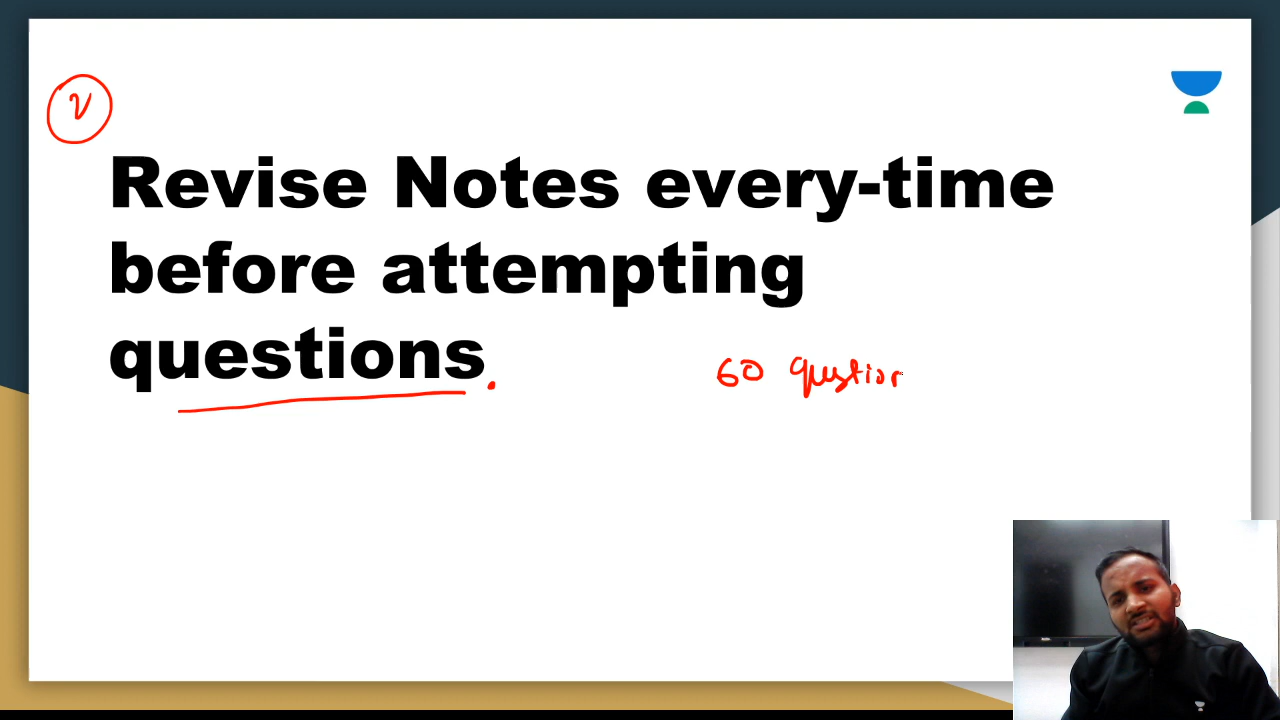 Revise Notes every-time
before attempting
questions.
60 question